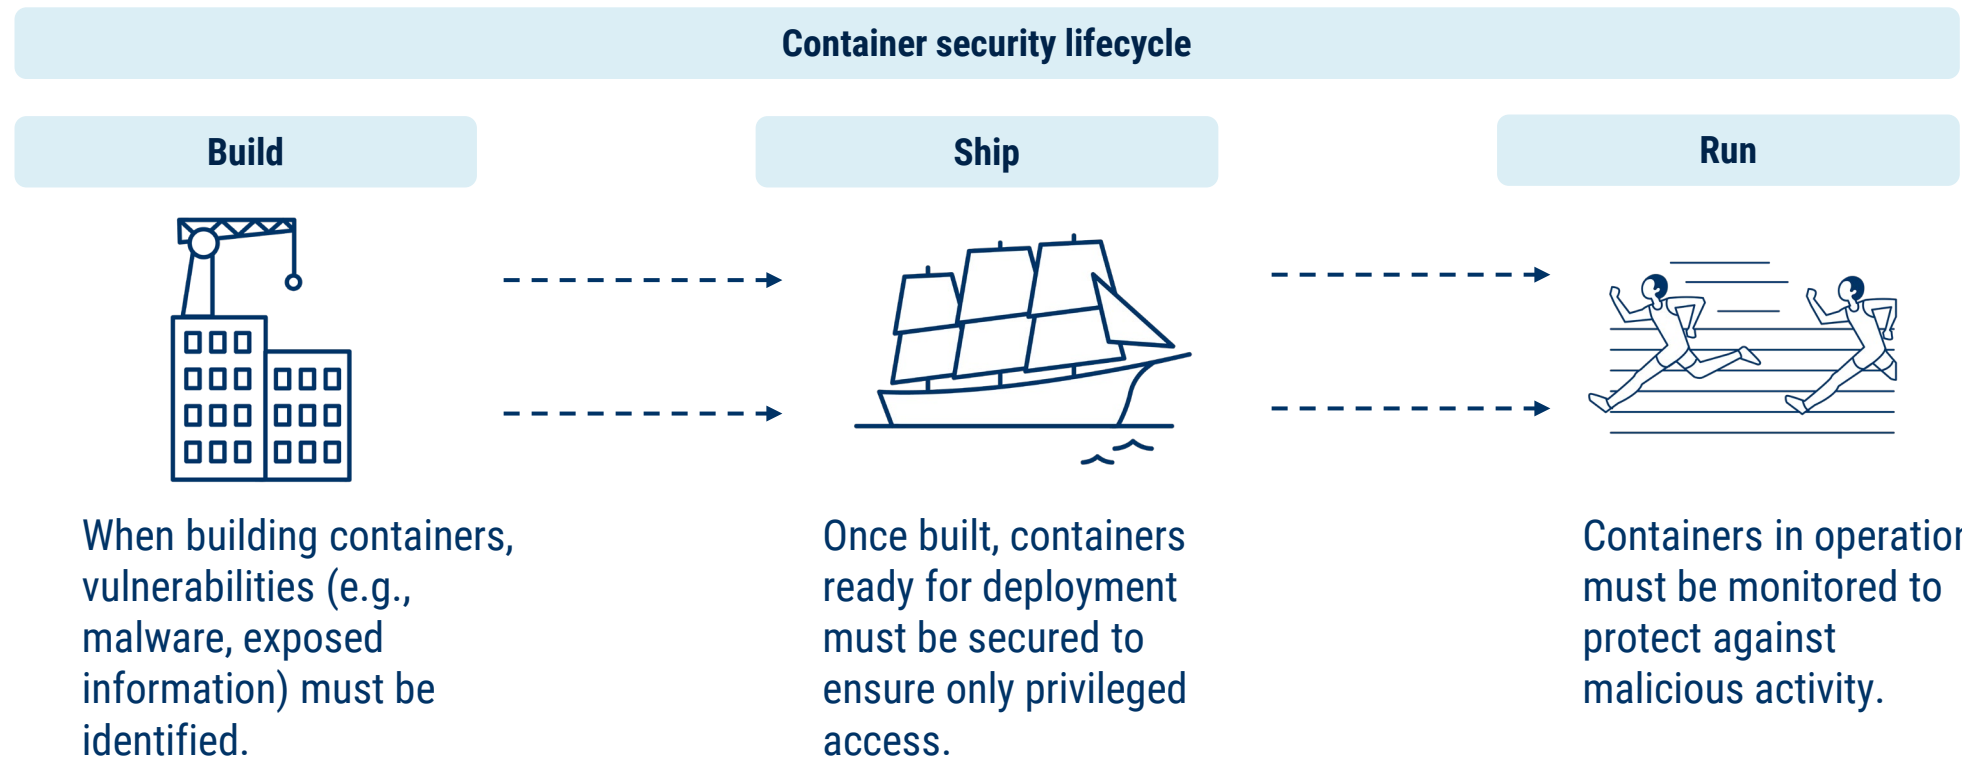 Container security lifecycle
Build
Ship
Run
When building containers,
vulnerabilities (e.g.,
malware, exposed
information) must be
identified.
Once built, containers
ready for deployment
must be secured to
ensure only privileged
access.
Containers in operation
must be monitored to
protect against
malicious activity.